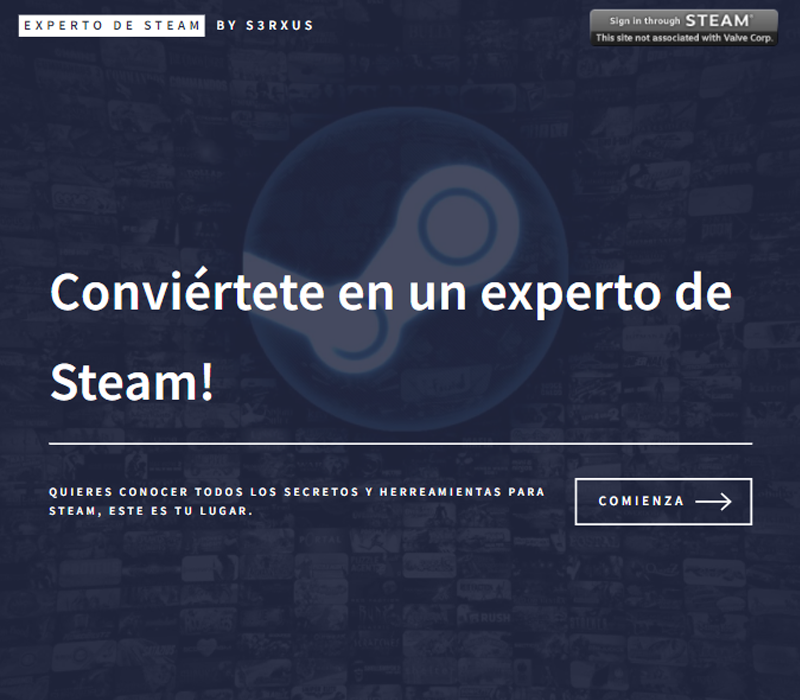 EXPERTO DE STEAM BY S3RXUS
Sign in through STEAM®
This site not associated with Valve Corp.
Conviértete en un experto de
Steam!
QUIERES CONOCER TODOS LOS SECRETOS Y HERREAMIENTAS PARA
STEAM, ESTE ES TU LUGAR.
COMIENZA